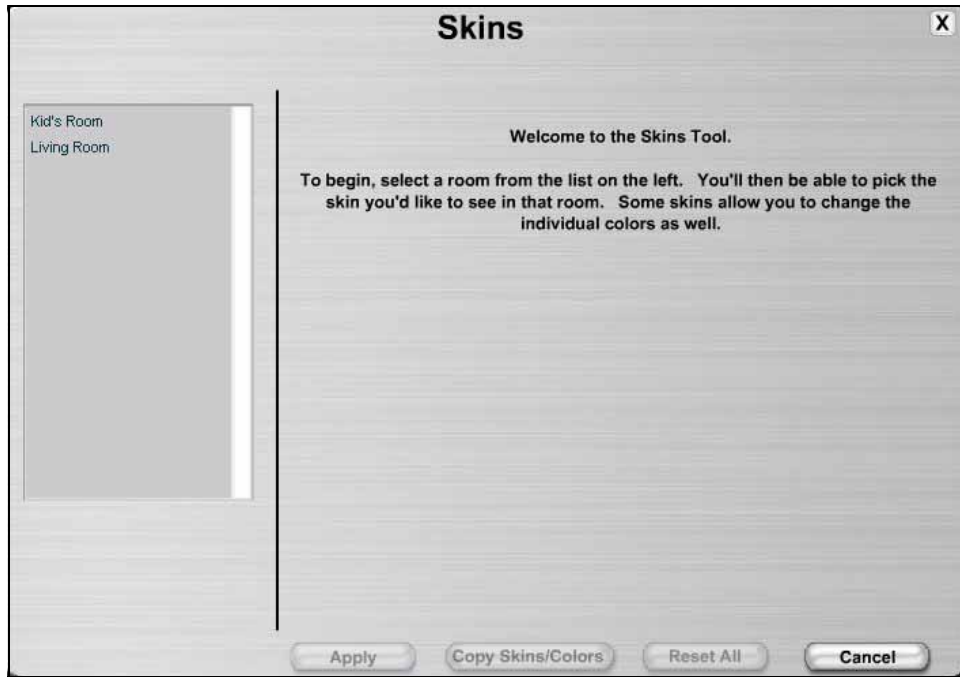 Skins
X
Kid's Room
Living Room
Welcome to the Skins Tool.
To begin, select a room from the list on the left. You'll then be able to pick the
skin you'd like to see in that room. Some skins allow you to change the
individual colors as well.
Apply
Copy Skins/Colors
Reset All
Cancel